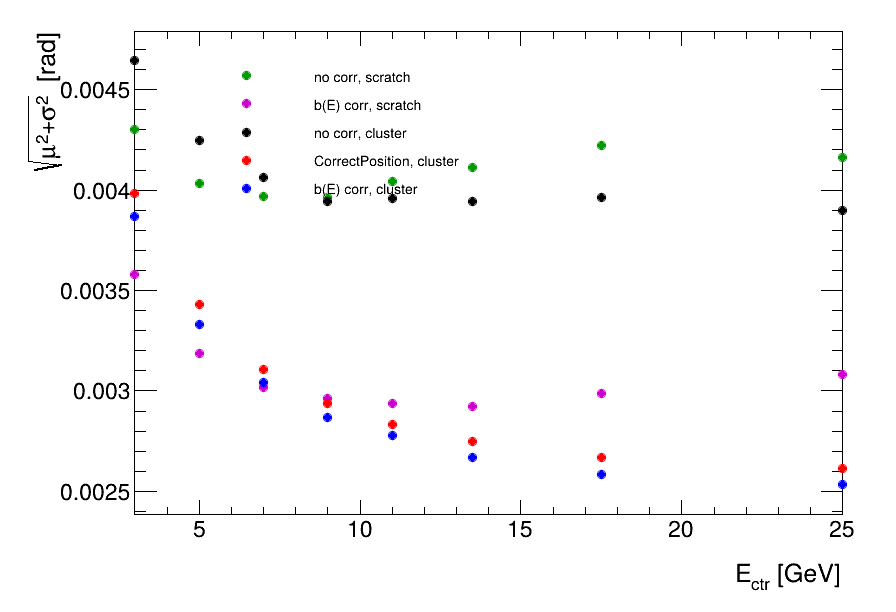 √μ²+σ² [rad]
0.0045
0.004
0.0035
0.003
0.0025
no corr, scratch
b(E) corr, scratch
no corr, cluster
CorrectPosition, cluster
b(E) corr, cluster
5 10 15 20 25
E_ctr [GeV]